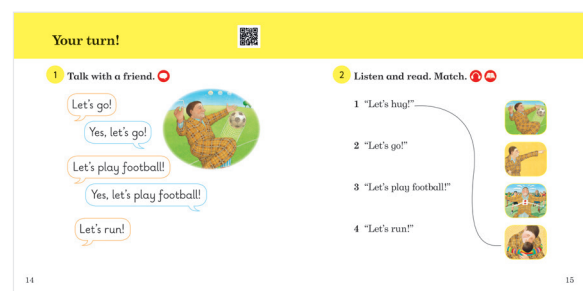 Your turn!
1 Talk with a friend.
Let's go!
Yes, let's go!
Let's play football!
Yes, let's play football!
Let's run!
14
2 Listen and read. Match.
1 "Let's hug!"
2 "Let's go!"
3 "Let's play football!"
4 "Let's run!"
15